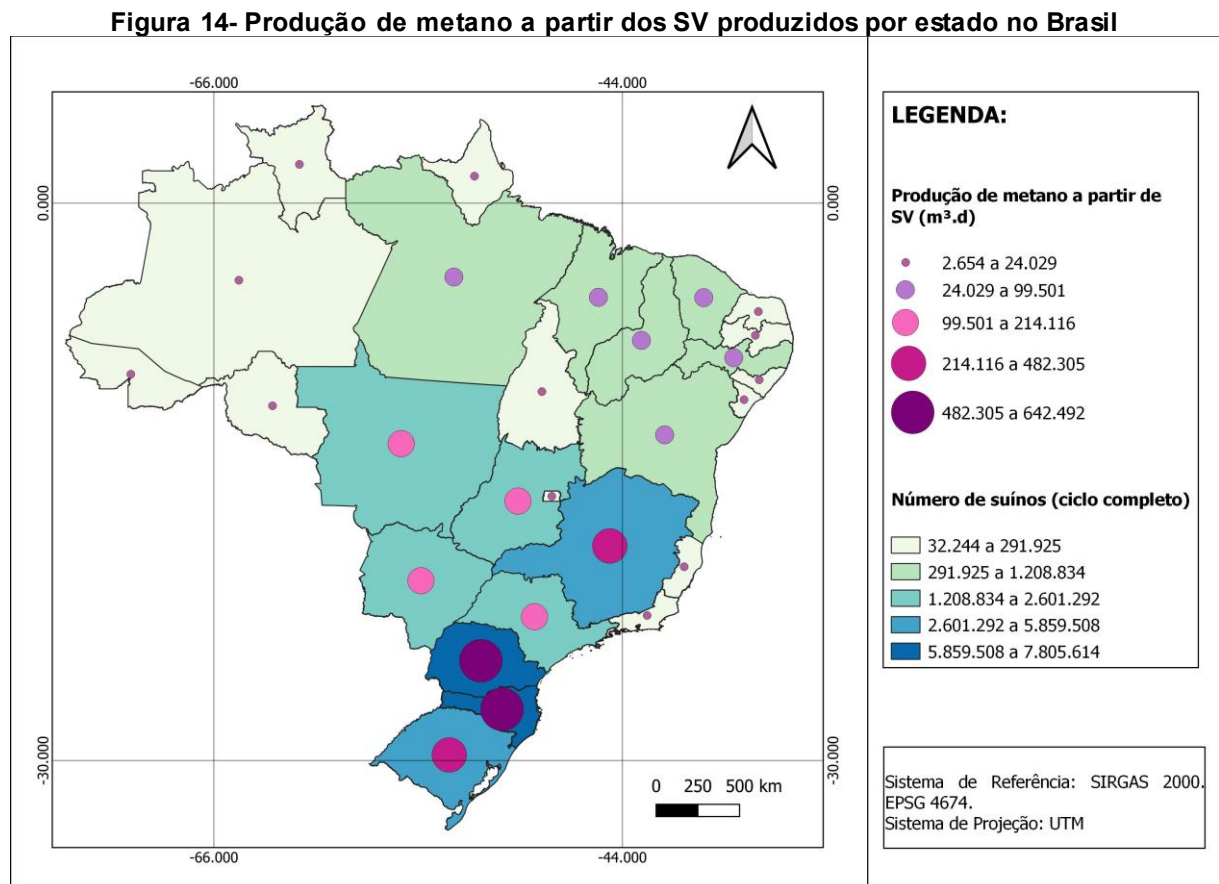 Figura 14- Produção de metano a partir dos SV produzidos por estado no Brasil
-66.000
-44.000
0.000
0.000
-30.000
-30.000
0 250 500 km
-66.000
-44.000
LEGENDA:
Produção de metano a partir de
SV (m³.d)
2.654 a 24.029
24.029 a 99.501
99.501 a 214.116
214.116 a 482.305
482.305 a 642.492
Número de suínos (ciclo completo)
32.244 a 291.925
291.925 a 1.208.834
1.208.834 a 2.601.292
2.601.292 a 5.859.508
5.859.508 a 7.805.614
Sistema de Referência: SIRGAS 2000.
EPSG 4674.
Sistema de Projeção: UTM